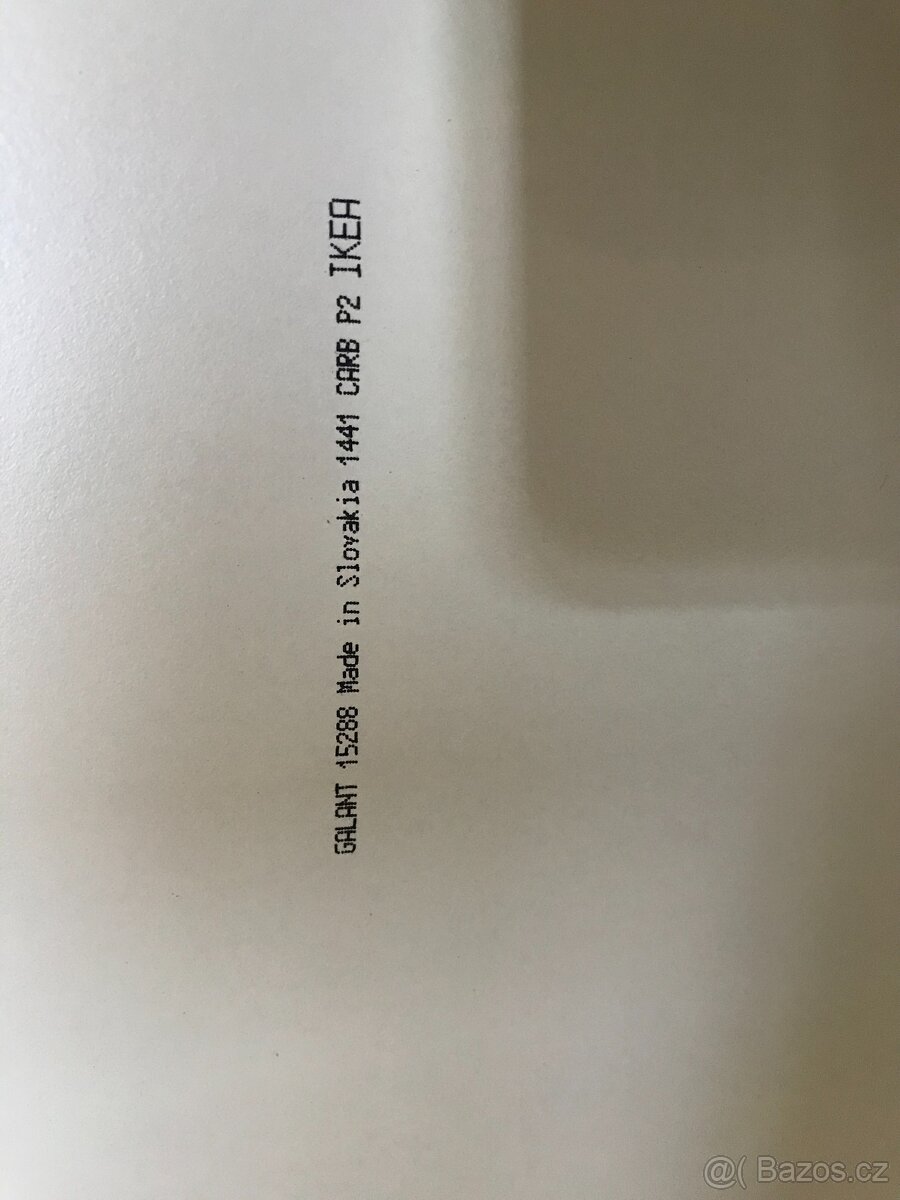 GALANT 15288 Made in Slovakia 1441 CARB P2 IKEA
@( Bazos.cz